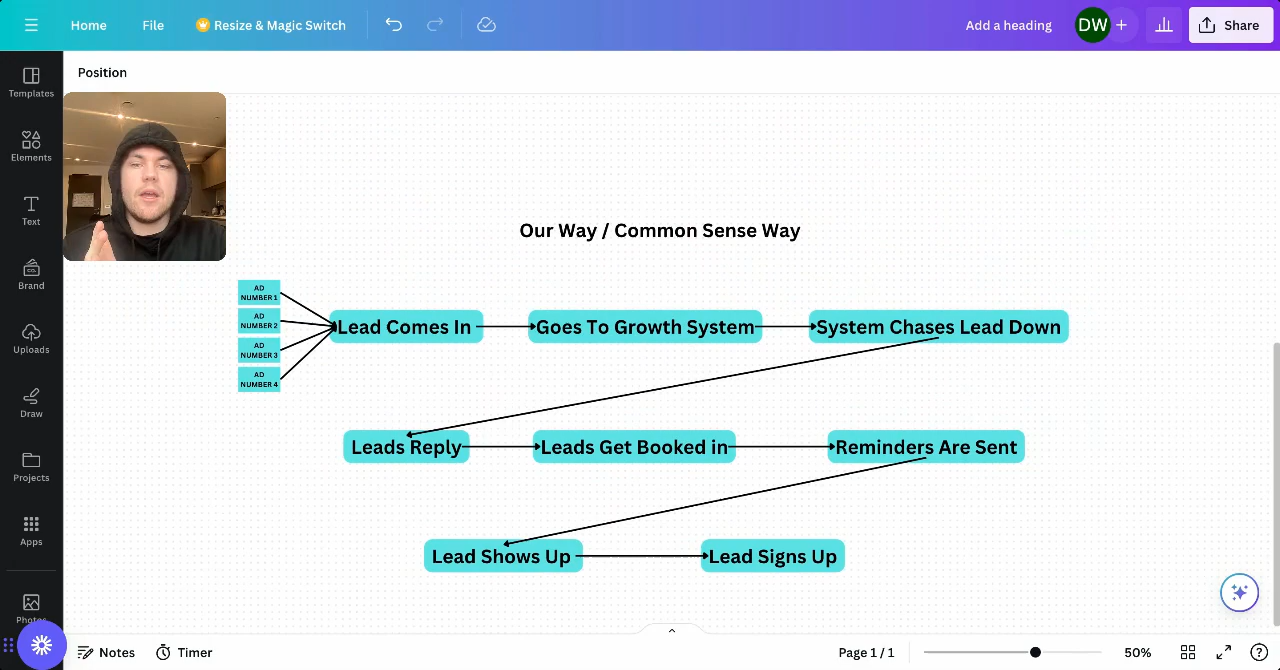 Home
File
Resize & Magic Switch
Add a heading
DW
Share
Position
Templates
Elements
Text
Brand
Uploads
Draw
Projects
Apps
Photos
Our Way / Common Sense Way
AD
NUMBER 1
AD
NUMBER 2
AD
NUMBER 3
AD
NUMBER 4
Lead Comes In
Goes To Growth System
System Chases Lead Down
Leads Reply
Leads Get Booked in
Reminders Are Sent
Lead Shows Up
Lead Signs Up
Notes
Timer
Page 1 / 1
50%